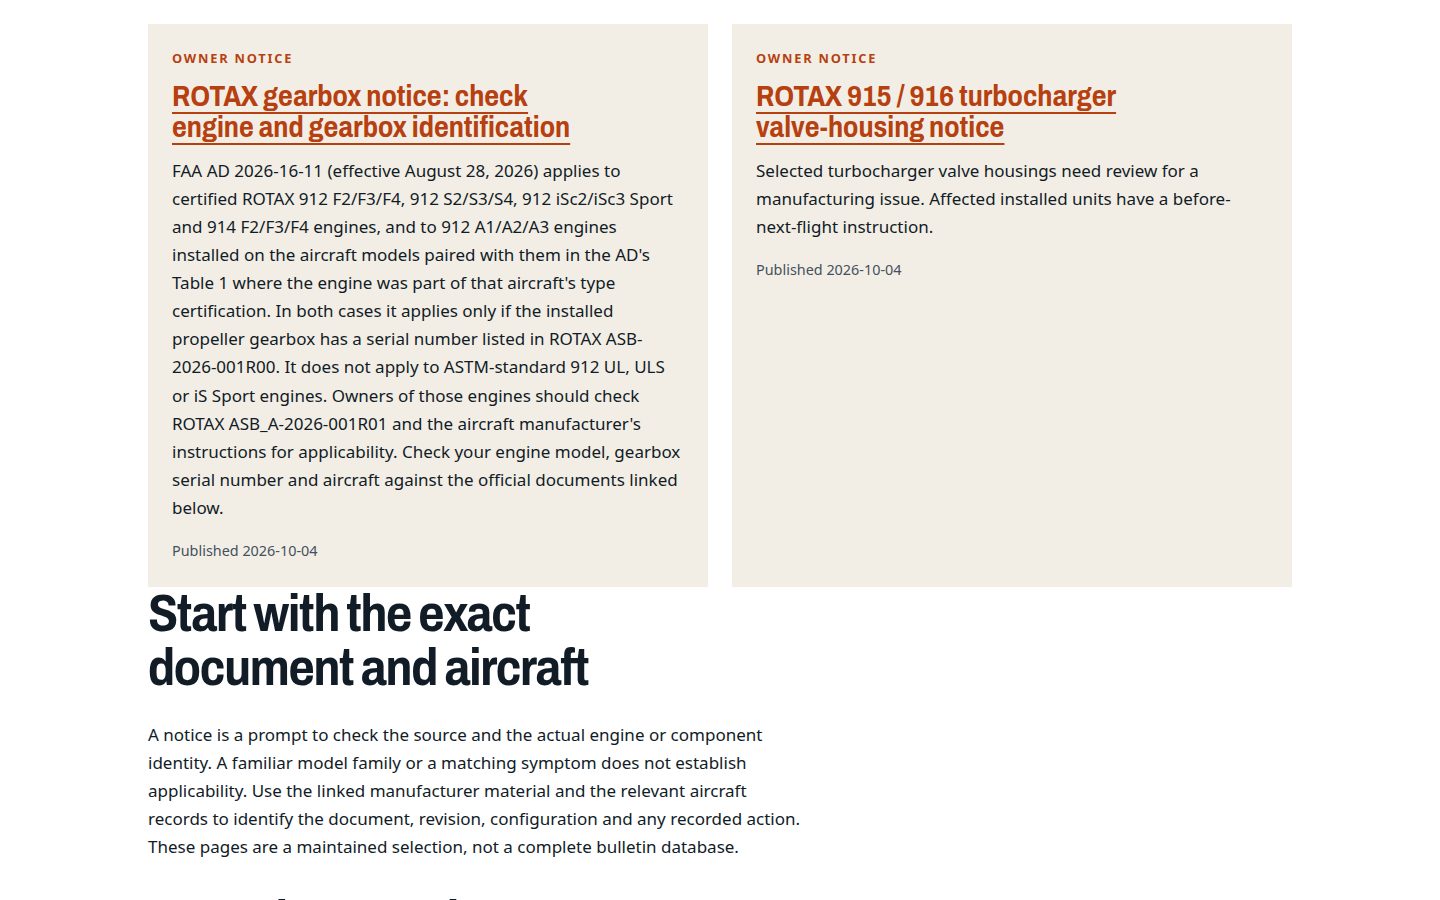 OWNER NOTICE
ROTAX gearbox notice: check
engine and gearbox identification
FAA AD 2026-16-11 (effective August 28, 2026) applies to
certified ROTAX 912 F2/F3/F4, 912 S2/S3/S4, 912 iSc2/iSc3 Sport
and 914 F2/F3/F4 engines, and to 912 A1/A2/A3 engines
installed on the aircraft models paired with them in the AD's
Table 1 where the engine was part of that aircraft's type
certification. In both cases it applies only if the installed
propeller gearbox has a serial number listed in ROTAX ASB-
2026-001R00. It does not apply to ASTM-standard 912 UL, ULS
or iS Sport engines. Owners of those engines should check
ROTAX ASB_A-2026-001R01 and the aircraft manufacturer's
instructions for applicability. Check your engine model, gearbox
serial number and aircraft against the official documents linked
below.
Published 2026-10-04
OWNER NOTICE
ROTAX 915 / 916 turbocharger
valve-housing notice
Selected turbocharger valve housings need review for a
manufacturing issue. Affected installed units have a before-
next-flight instruction.
Published 2026-10-04
Start with the exact
document and aircraft
A notice is a prompt to check the source and the actual engine or component
identity. A familiar model family or a matching symptom does not establish
applicability. Use the linked manufacturer material and the relevant aircraft
records to identify the document, revision, configuration and any recorded action.
These pages are a maintained selection, not a complete bulletin database.